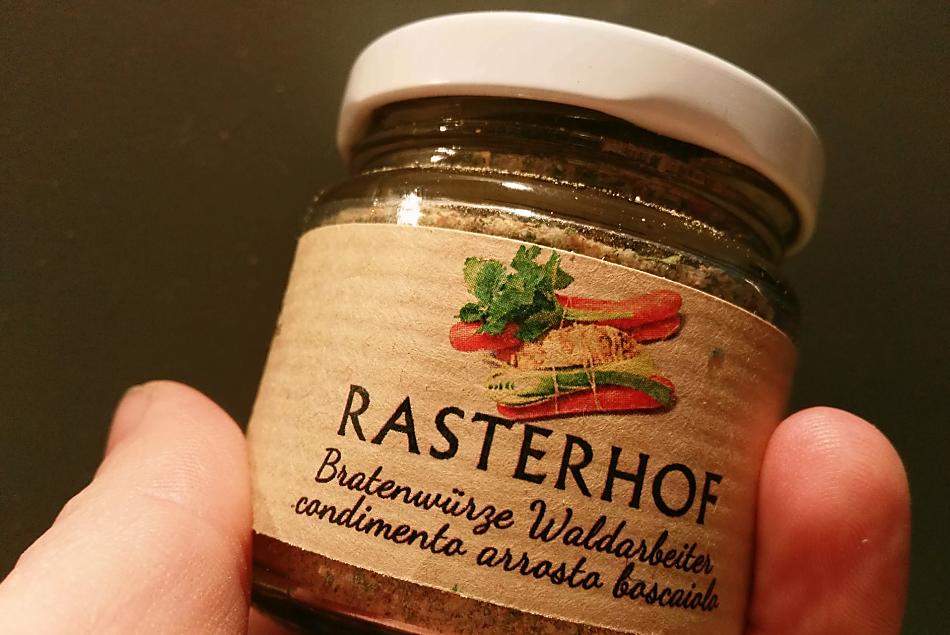 RASTERHOF
Bratenwürze Waldarbeiter
condimento arrosto boscaiolo